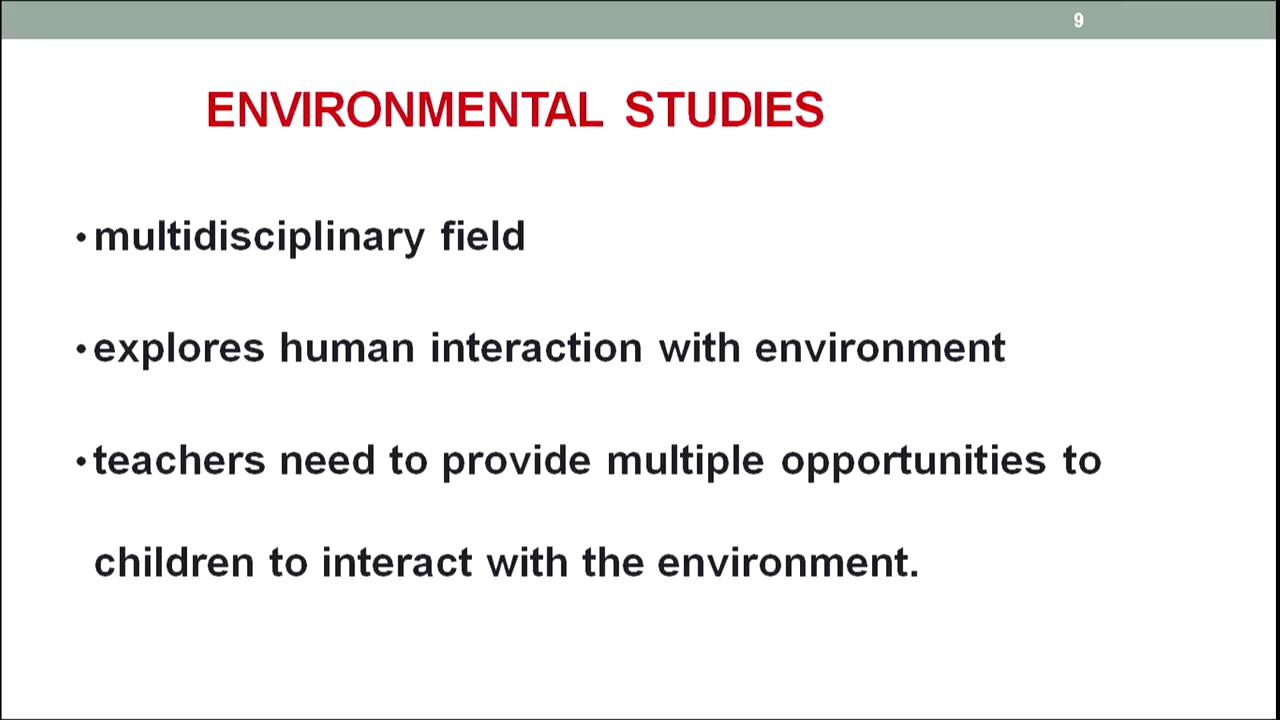 9
ENVIRONMENTAL STUDIES
• multidisciplinary field
• explores human interaction with environment
• teachers need to provide multiple opportunities to
children to interact with the environment.